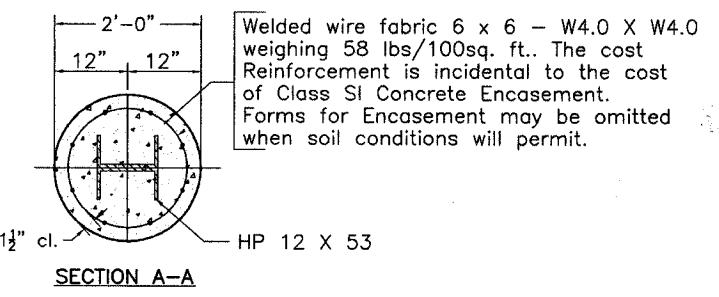 2'-0"
12" 12"
Welded wire fabric 6 x 6 – W4.0 X W4.0
weighing 58 lbs/100sq. ft.. The cost
Reinforcement is incidental to the cost
of Class SI Concrete Encasement.
Forms for Encasement may be omitted
when soil conditions will permit.
1½" cl.
HP 12 X 53
SECTION A–A